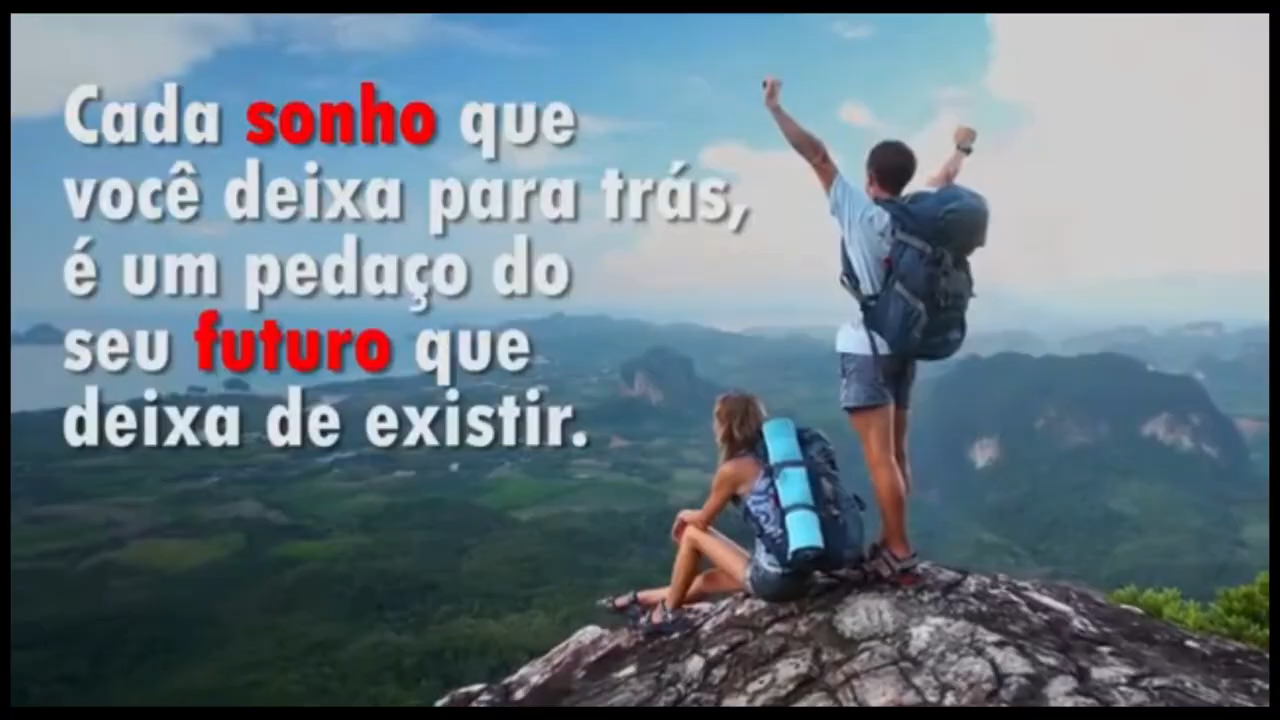 Cada sonho que
você deixa para trás,
é um pedaço do
seu futuro que
deixa de existir.